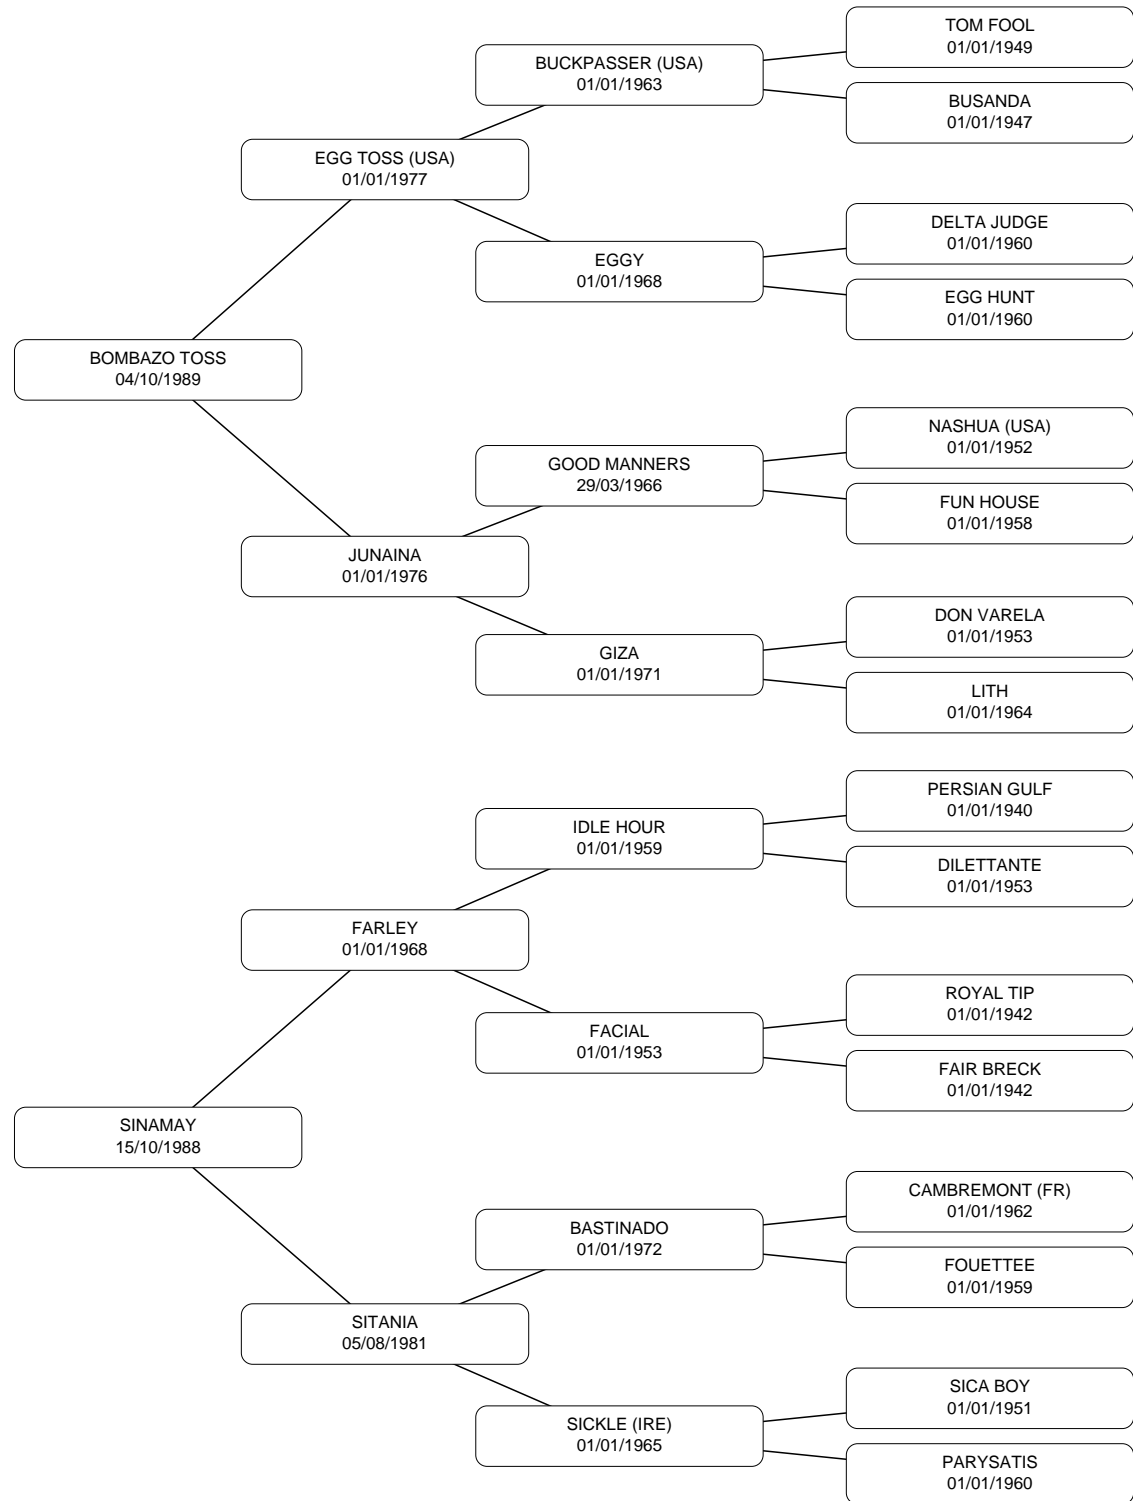 TOM FOOL
01/01/1949
BUCKPASSER (USA)
01/01/1963
BUSANDA
01/01/1947
EGG TOSS (USA)
01/01/1977
DELTA JUDGE
01/01/1960
EGGY
01/01/1968
EGG HUNT
01/01/1960
BOMBAZO TOSS
04/10/1989
NASHUA (USA)
01/01/1952
GOOD MANNERS
29/03/1966
FUN HOUSE
01/01/1958
JUNAINA
01/01/1976
DON VARELA
01/01/1953
GIZA
01/01/1971
LITH
01/01/1964
PERSIAN GULF
01/01/1940
IDLE HOUR
01/01/1959
DILETTANTE
01/01/1953
FARLEY
01/01/1968
ROYAL TIP
01/01/1942
FACIAL
01/01/1953
FAIR BRECK
01/01/1942
SINAMAY
15/10/1988
CAMBREMONT (FR)
01/01/1962
BASTINADO
01/01/1972
FOUETTEE
01/01/1959
SITANIA
05/08/1981
SICA BOY
01/01/1951
SICKLE (IRE)
01/01/1965
PARYSATIS
01/01/1960